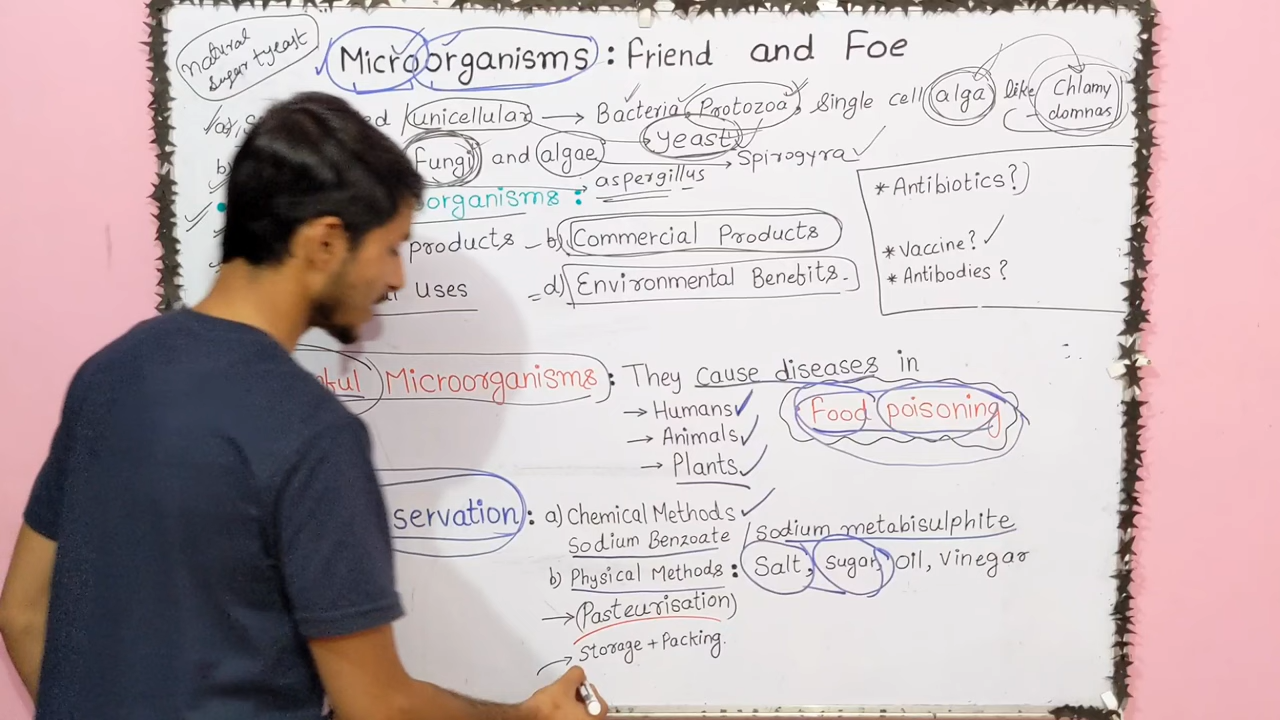 natural
sugar + yeast
Microorganisms : Friend and Foe
a) unicellular → Bacteria, Protozoa, Single cell alga like Chlamy
domnas
yeast
b) Fungi and algae → Spirogyra
aspergillus
organisms :
products - b) Commercial Products
uses = d) Environmental Benefits.
* Antibiotics?
* Vaccine?
* Antibodies?
Microorganisms : They cause diseases in
→ Humans
→ Animals
→ Plants
Food poisoning
servation : a) Chemical Methods
Sodium Benzoate / Sodium metabisulphite
b) Physical Methods : Salt, Sugar, Oil, Vinegar
→ (Pasteurisation)
→ Storage + Packing.